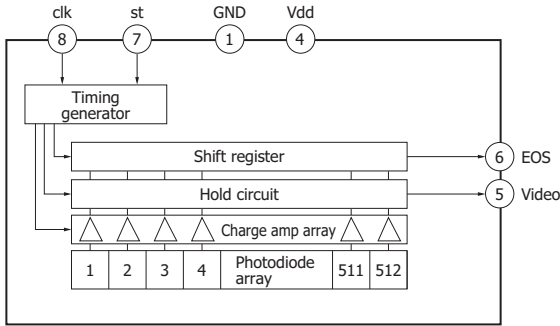 clk st GND Vdd
8 7 1 4
Timing
generator
Shift register
6 EOS
Hold circuit
5 Video
Charge amp array
1 2 3 4 Photodiode
array 511 512